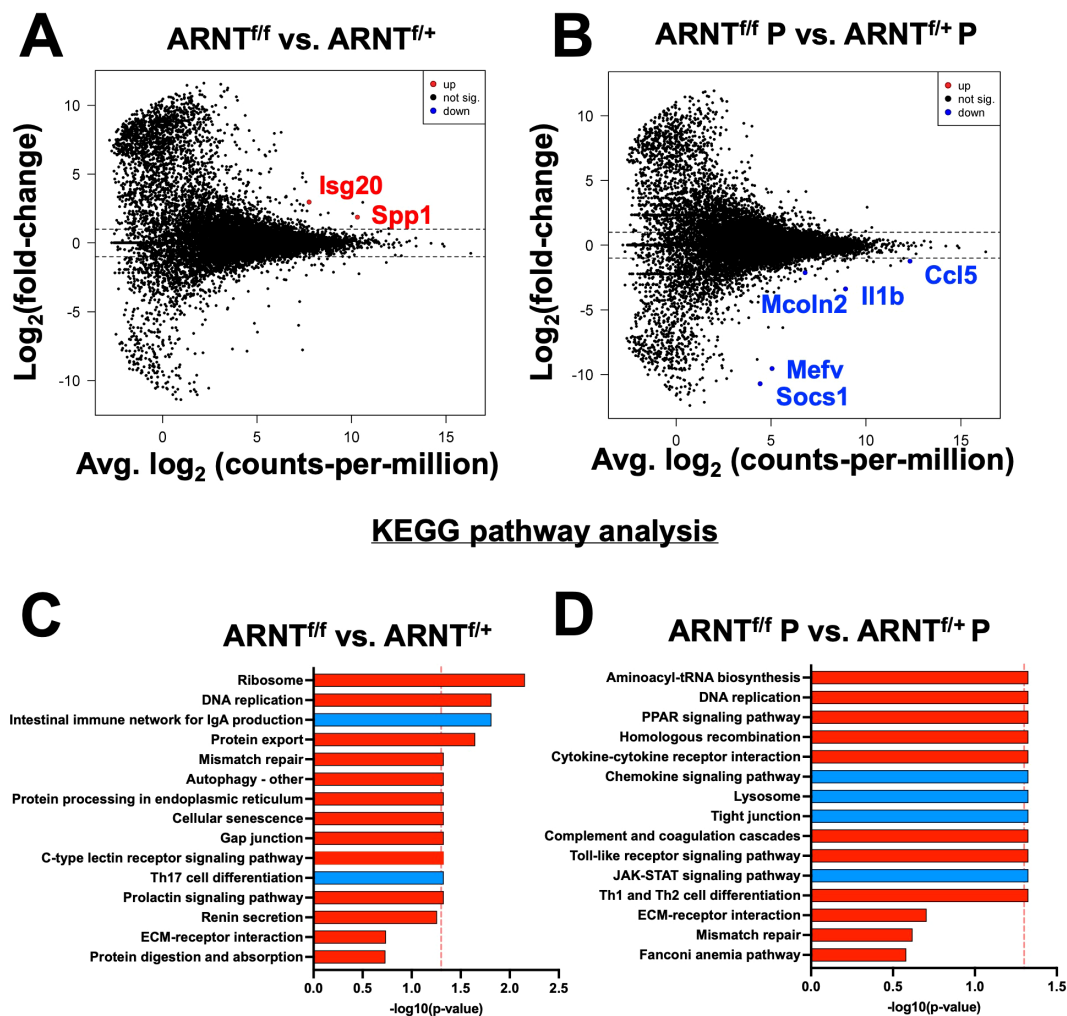 A
ARNTf/f vs. ARNTf/+
Log2(fold-change)
10
5
0
-5
-10
up
not sig.
down
Isg20
Spp1
0
5
10
15
Avg. log2 (counts-per-million)
B
ARNTf/f P vs. ARNTf/+ P
Log2(fold-change)
10
5
0
-5
-10
up
not sig.
down
Ccl5
Mcoln2
Il1b
Mefv
Socs1
0
5
10
15
Avg. log2 (counts-per-million)
KEGG pathway analysis
C
ARNTf/f vs. ARNTf/+
Ribosome
DNA replication
Intestinal immune network for IgA production
Protein export
Mismatch repair
Autophagy - other
Protein processing in endoplasmic reticulum
Cellular senescence
Gap junction
C-type lectin receptor signaling pathway
Th17 cell differentiation
Prolactin signaling pathway
Renin secretion
ECM-receptor interaction
Protein digestion and absorption
0.0
0.5
1.0
1.5
2.0
2.5
-log10(p-value)
D
ARNTf/f P vs. ARNTf/+ P
Aminoacyl-tRNA biosynthesis
DNA replication
PPAR signaling pathway
Homologous recombination
Cytokine-cytokine receptor interaction
Chemokine signaling pathway
Lysosome
Tight junction
Complement and coagulation cascades
Toll-like receptor signaling pathway
JAK-STAT signaling pathway
Th1 and Th2 cell differentiation
ECM-receptor interaction
Mismatch repair
Fanconi anemia pathway
0.0
0.5
1.0
1.5
-log10(p-value)